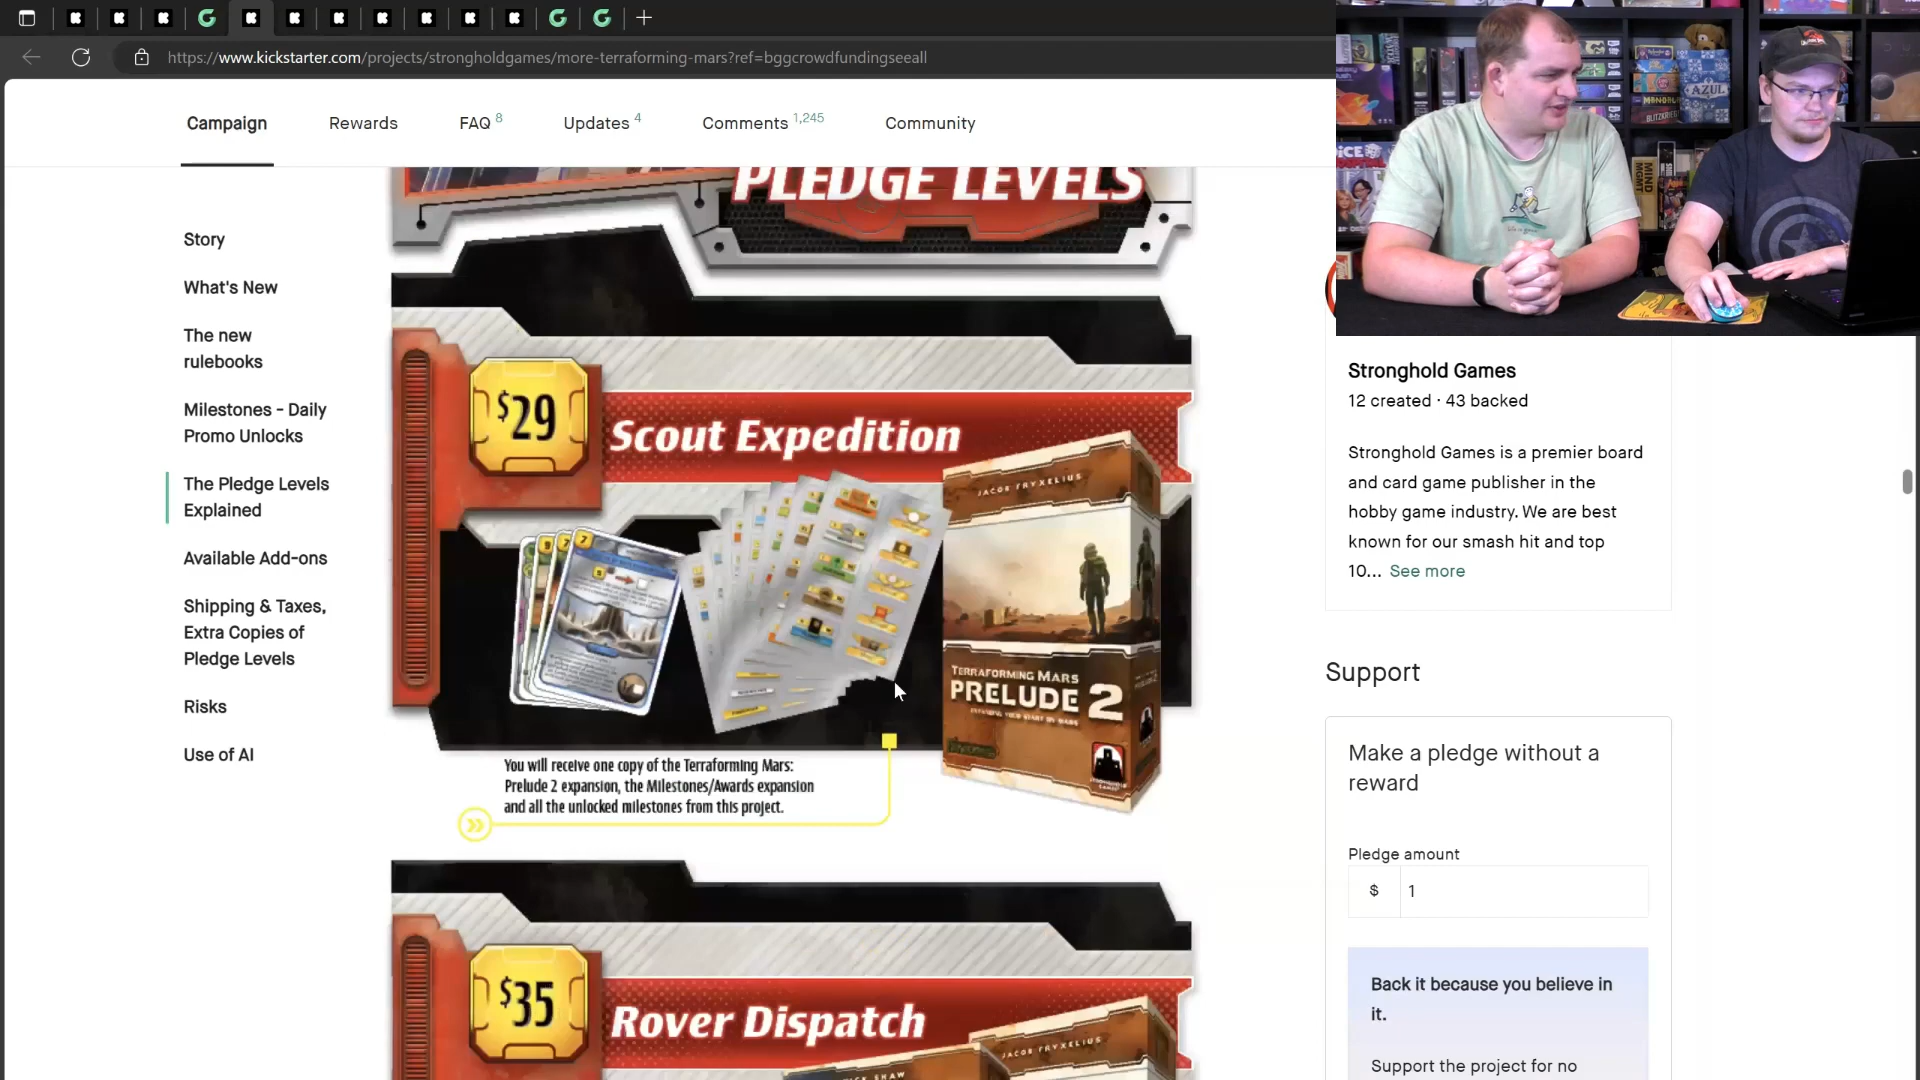 https://www.kickstarter.com/projects/strongholdgames/more-terraforming-mars?ref=bggcrowdfundingseeall
Campaign
Rewards
FAQ 8
Updates 4
Comments 1,245
Community
Story
What's New
The new
rulebooks
Milestones - Daily
Promo Unlocks
The Pledge Levels
Explained
Available Add-ons
Shipping & Taxes,
Extra Copies of
Pledge Levels
Risks
Use of AI
PLEDGE LEVELS
$29
Scout Expedition
JACOB FRYXELIUS
TERRAFORMING MARS
PRELUDE 2
You will receive one copy of the Terraforming Mars:
Prelude 2 expansion, the Milestones/Awards expansion
and all the unlocked milestones from this project.
$35
Rover Dispatch
JACOB FRYXELIUS
SHAW
AZUL
MIND
MGMT
Stronghold Games
12 created · 43 backed
Stronghold Games is a premier board
and card game publisher in the
hobby game industry. We are best
known for our smash hit and top
10... See more
Support
Make a pledge without a
reward
Pledge amount
$ 1
Back it because you believe in
it.
Support the project for no